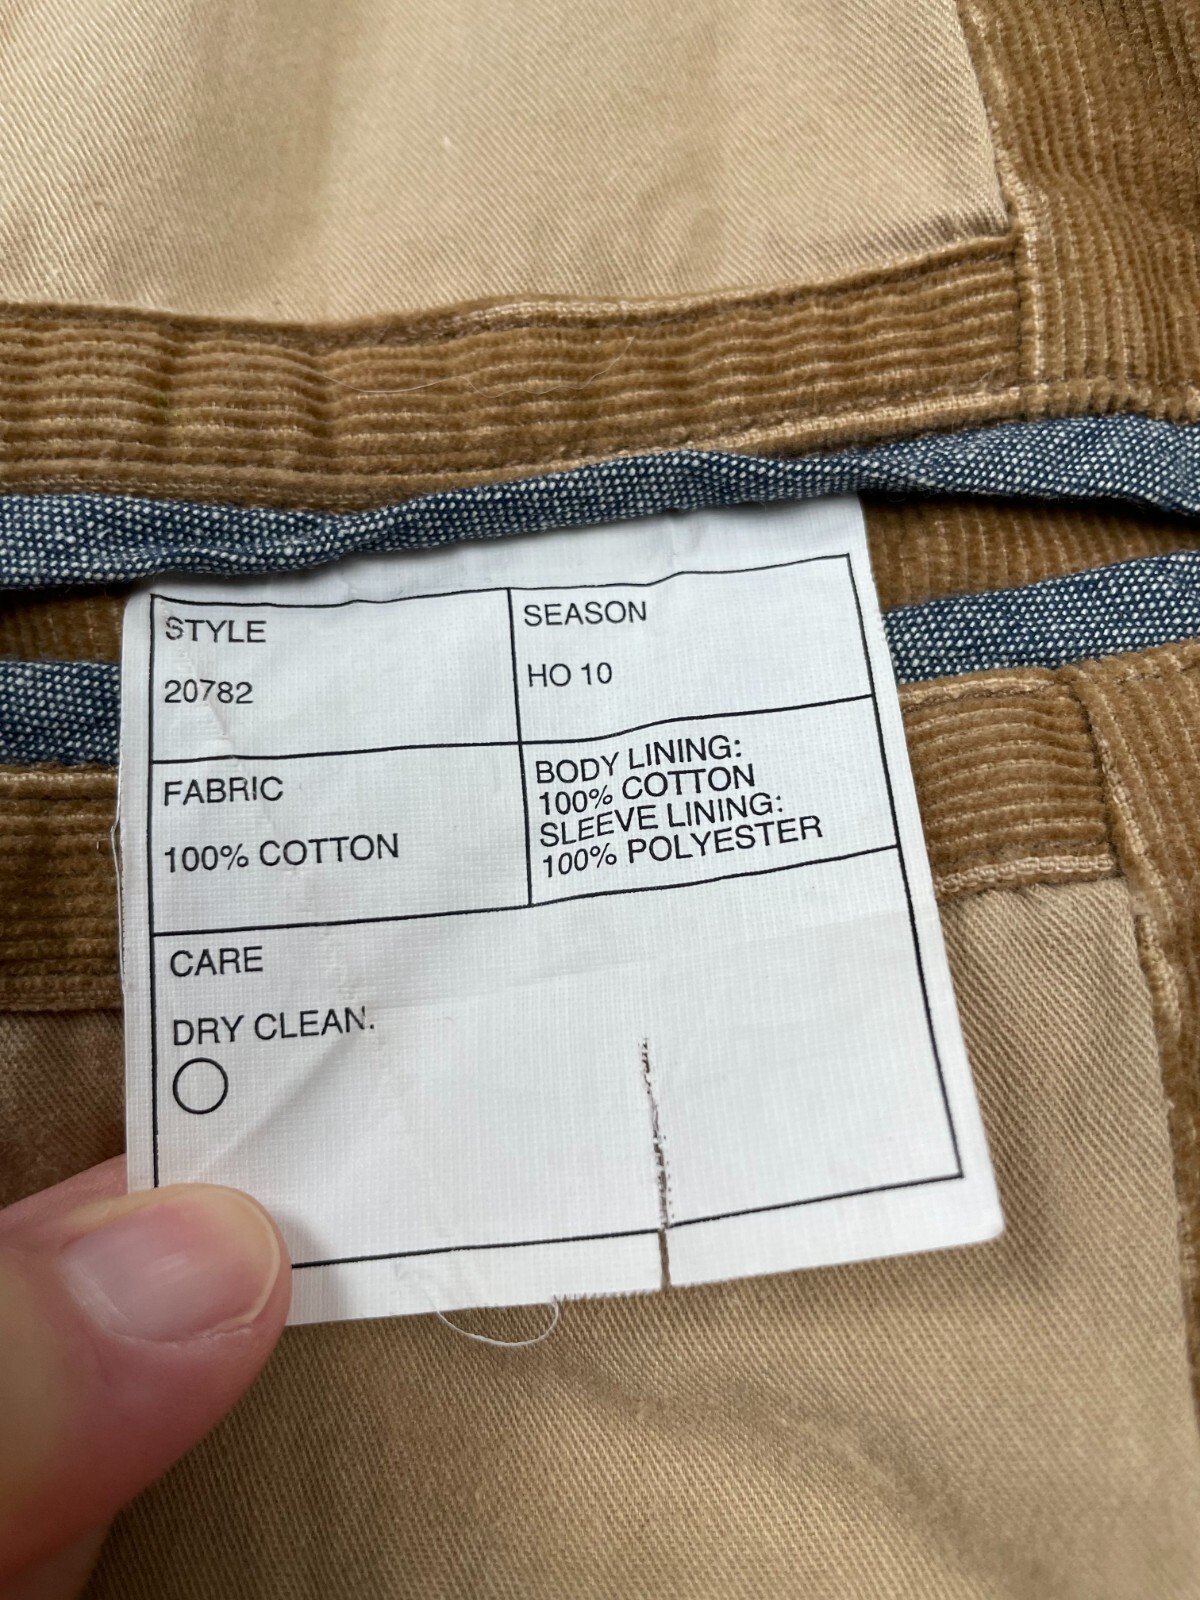 STYLE
20782
SEASON
HO 10
FABRIC
100% COTTON
BODY LINING:
100% COTTON
SLEEVE LINING:
100% POLYESTER
CARE
DRY CLEAN.